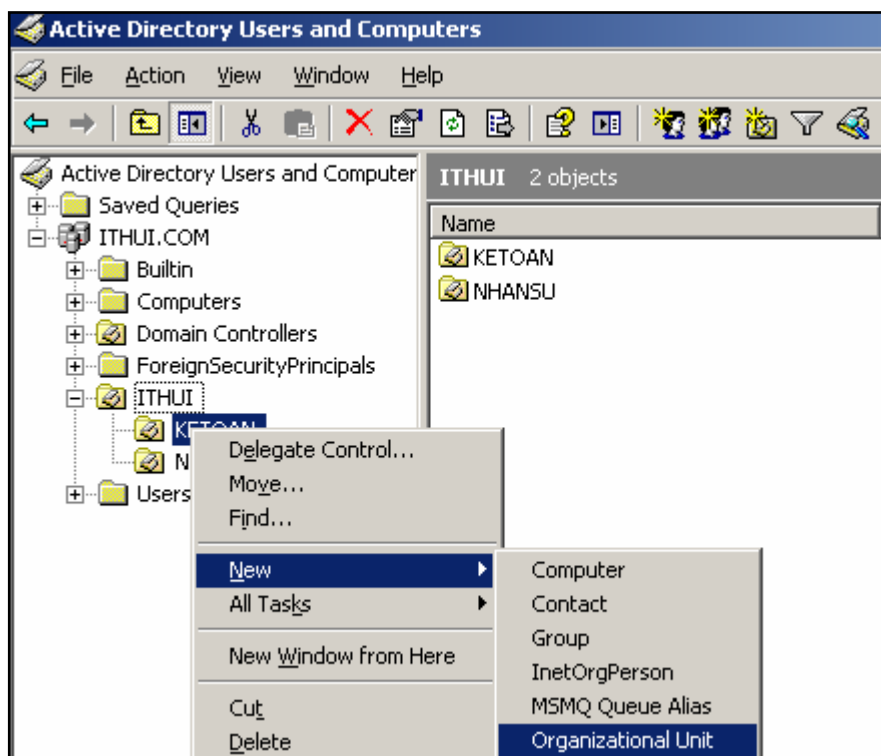 Active Directory Users and Computers
File Action View Window Help
Active Directory Users and Computer
Saved Queries
ITHUI.COM
Builtin
Computers
Domain Controllers
ForeignSecurityPrincipals
ITHUI
KETOAN
N
Users
ITHUI 2 objects
Name
KETOAN
NHANSU
Delegate Control...
Move...
Find...
New
All Tasks
New Window from Here
Cut
Delete
Computer
Contact
Group
InetOrgPerson
MSMQ Queue Alias
Organizational Unit